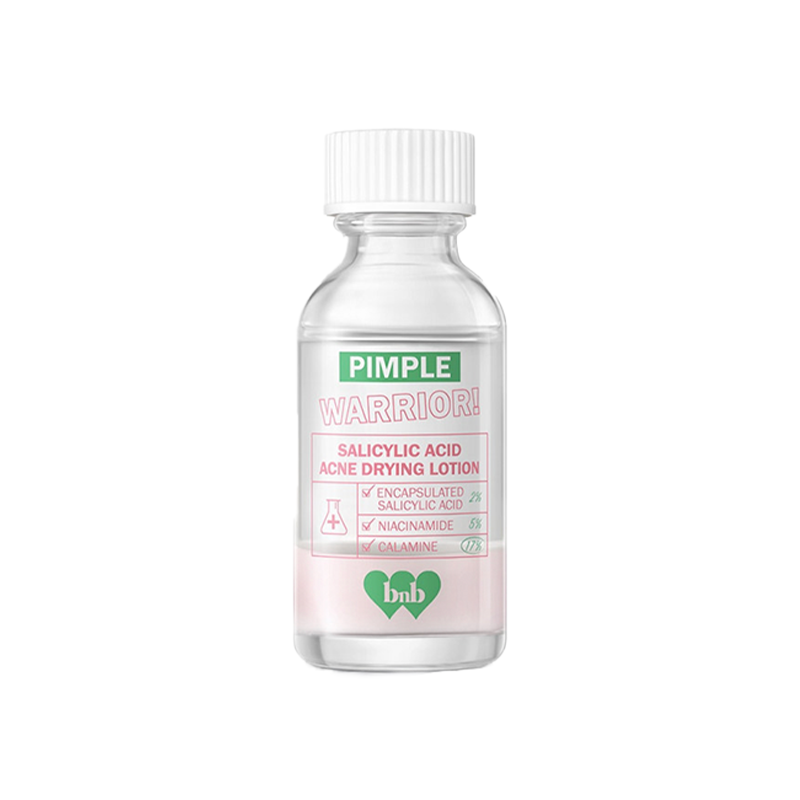 PIMPLE
WARRIOR!
SALICYLIC ACID
ACNE DRYING LOTION
ENCAPSULATED
SALICYLIC ACID 2%
NIACINAMIDE 5%
CALAMINE 17%
bnb